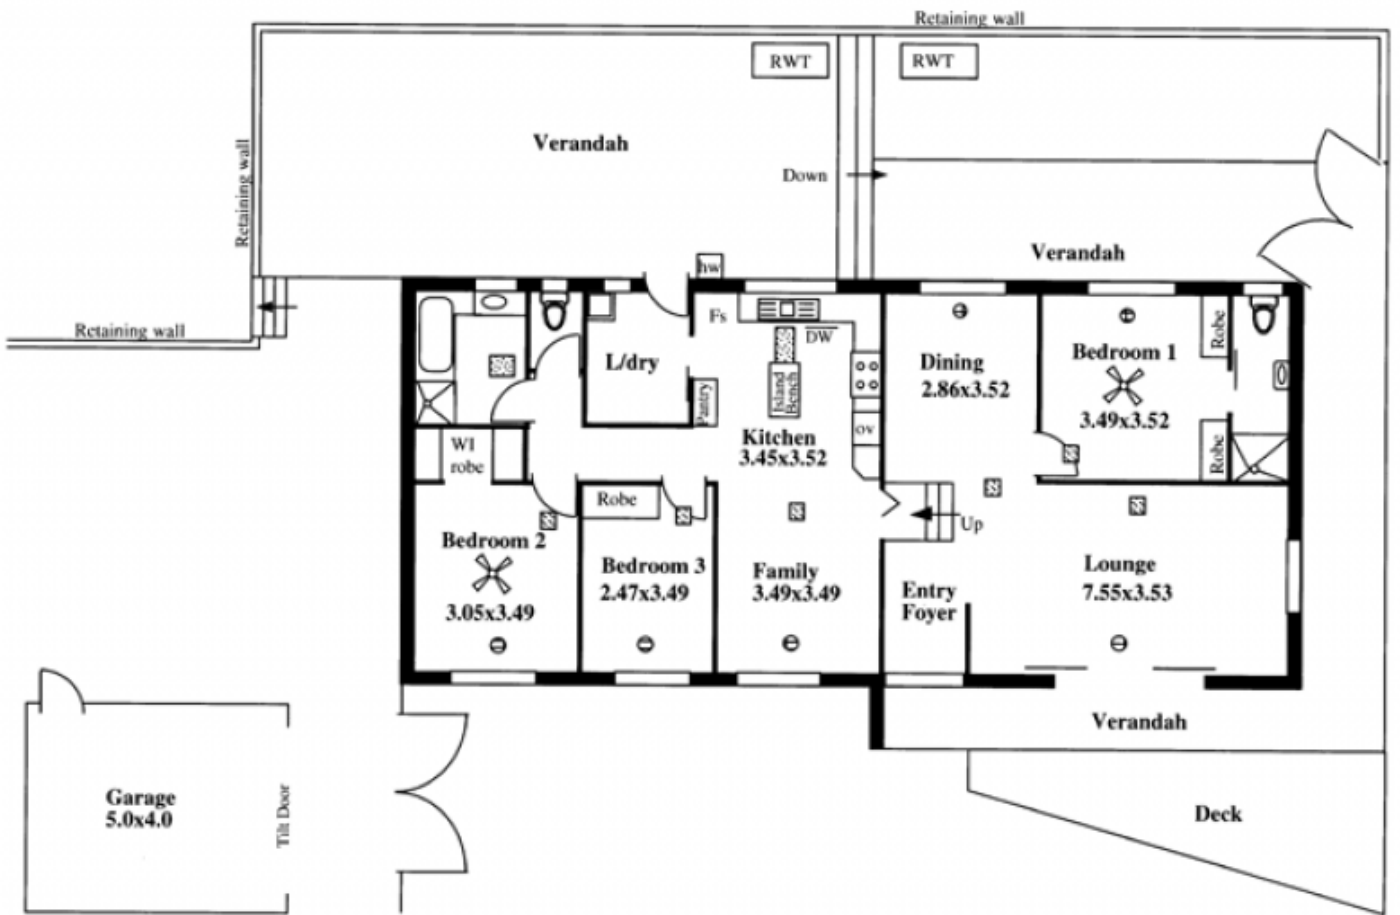 Retaining wall
RWT
RWT
Verandah
Retaining wall
Down
Verandah
hw
Retaining wall
Fs
DW
L/dry
Island
Bench
Pantry
ov
Kitchen
3.45x3.52
Dining
2.86x3.52
Bedroom 1
3.49x3.52
Robe
Robe
WI
robe
Robe
Up
Bedroom 2
3.05x3.49
Bedroom 3
2.47x3.49
Family
3.49x3.49
Entry
Foyer
Lounge
7.55x3.53
Verandah
Garage
5.0x4.0
Tilt Door
Deck